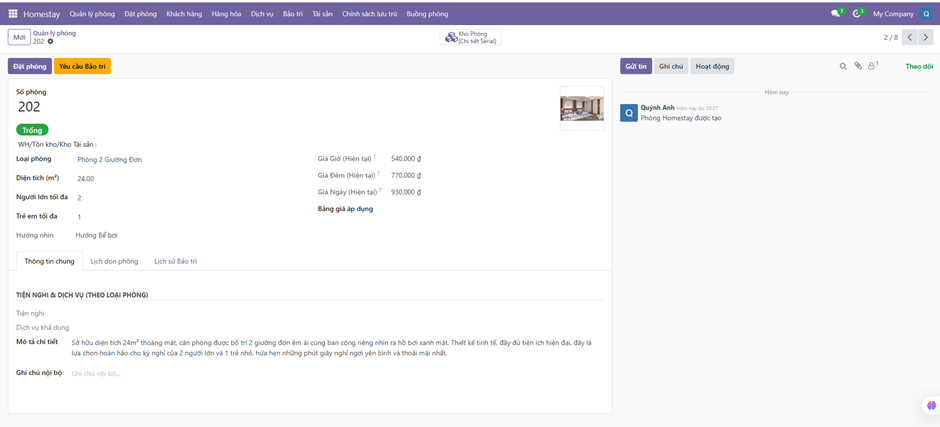 Homestay Quản lý phòng Đặt phòng Khách hàng Hàng hóa Dịch vụ Bảo trì Tài sản Chính sách lưu trú Buồng phòng 3 3 My Company Q
Mới Quản lý phòng
202
Kho Phòng
(Chi tiết Serial)
2 / 8
Đặt phòng Yêu cầu Bảo trì
Gửi tin Ghi chú Hoạt động 1 Theo dõi
Số phòng
202
Trống
WH/Tồn kho/Kho Tài sản
Loại phòng Phòng 2 Giường Đơn
Diện tích (m²) 24,00
Người lớn tối đa 2
Trẻ em tối đa 1
Hướng nhìn Hướng Bể bơi
Giá Giờ (Hiện tại) ? 540.000 ₫
Giá Đêm (Hiện tại) ? 770.000 ₫
Giá Ngày (Hiện tại) ? 930.000 ₫
Bảng giá áp dụng
Thông tin chung Lịch dọn phòng Lịch sử Bảo trì
TIỆN NGHI & DỊCH VỤ (THEO LOẠI PHÒNG)
Tiện nghi
Dịch vụ khả dụng
Mô tả chi tiết Sở hữu diện tích 24m² thoáng mát, căn phòng được bố trí 2 giường đơn êm ái cùng ban công riêng nhìn ra hồ bơi xanh mát. Thiết kế tinh tế, đầy đủ tiện ích hiện đại, đây là
lựa chọn hoàn hảo cho kỳ nghỉ của 2 người lớn và 1 trẻ nhỏ, hứa hẹn những phút giây nghỉ ngơi yên bình và thoải mái nhất.
Ghi chú nội bộ Ghi chú nội bộ...
Hôm nay
Q Quỳnh Anh Hôm nay lúc 23:37
Phòng Homestay được tạo